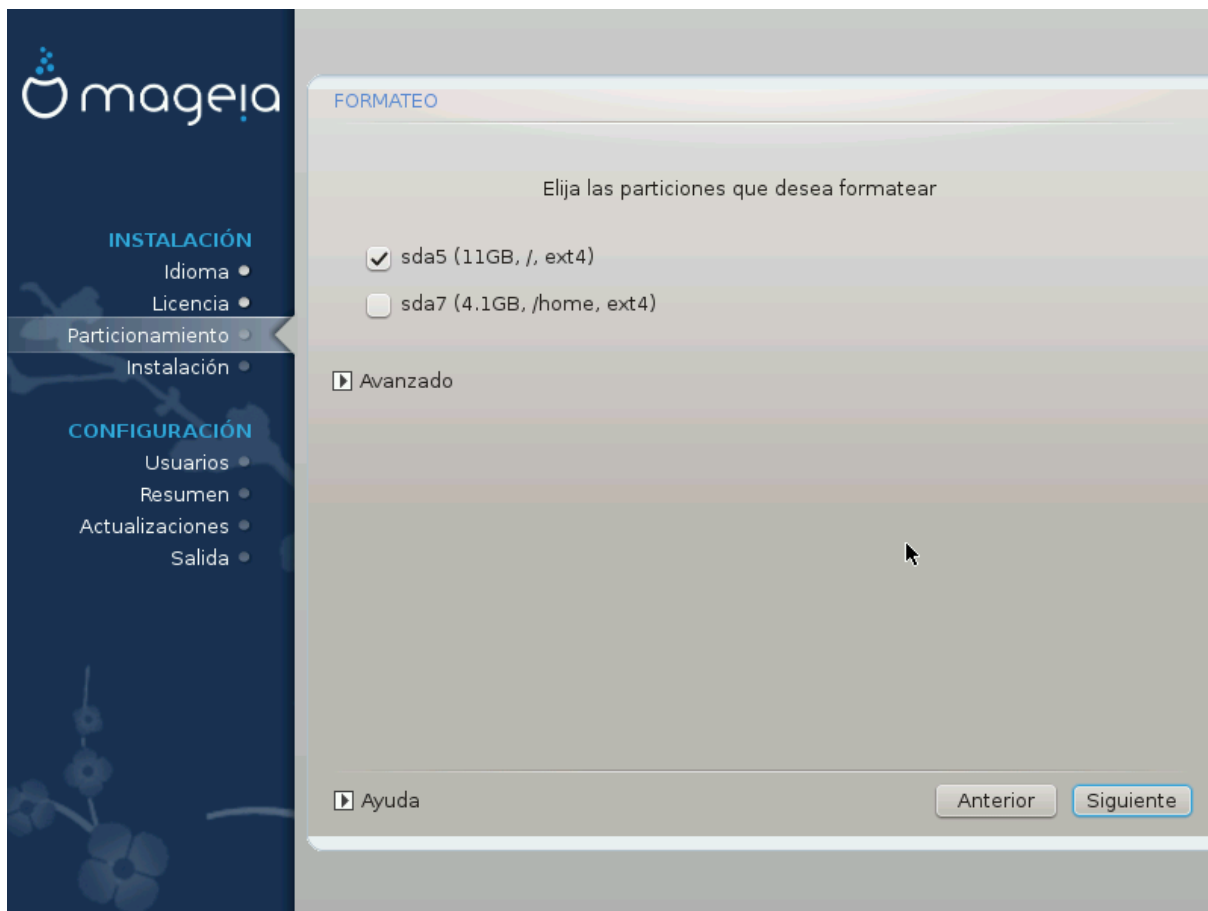 mageia
INSTALACIÓN
Idioma
Licencia
Particionamiento
Instalación
CONFIGURACIÓN
Usuarios
Resumen
Actualizaciones
Salida
FORMATEO
Elija las particiones que desea formatear
sda5 (11GB, /, ext4)
sda7 (4.1GB, /home, ext4)
Avanzado
Ayuda
Anterior
Siguiente